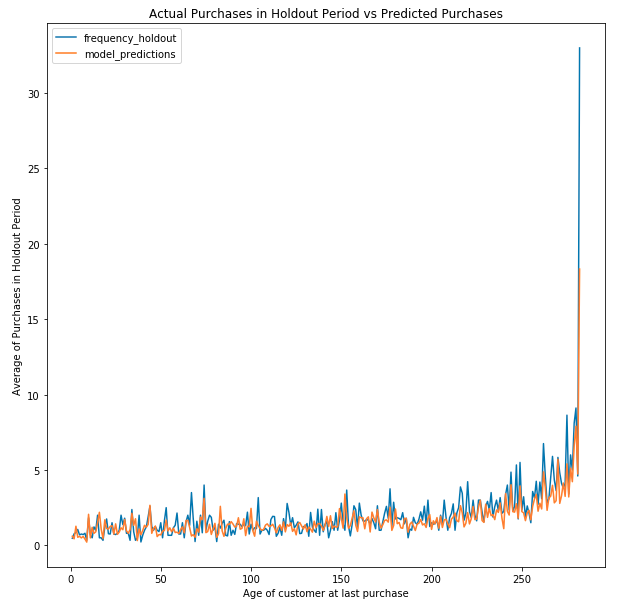 Actual Purchases in Holdout Period vs Predicted Purchases
frequency_holdout
model_predictions
Average of Purchases in Holdout Period
30
25
20
15
10
5
0
0 50 100 150 200 250
Age of customer at last purchase